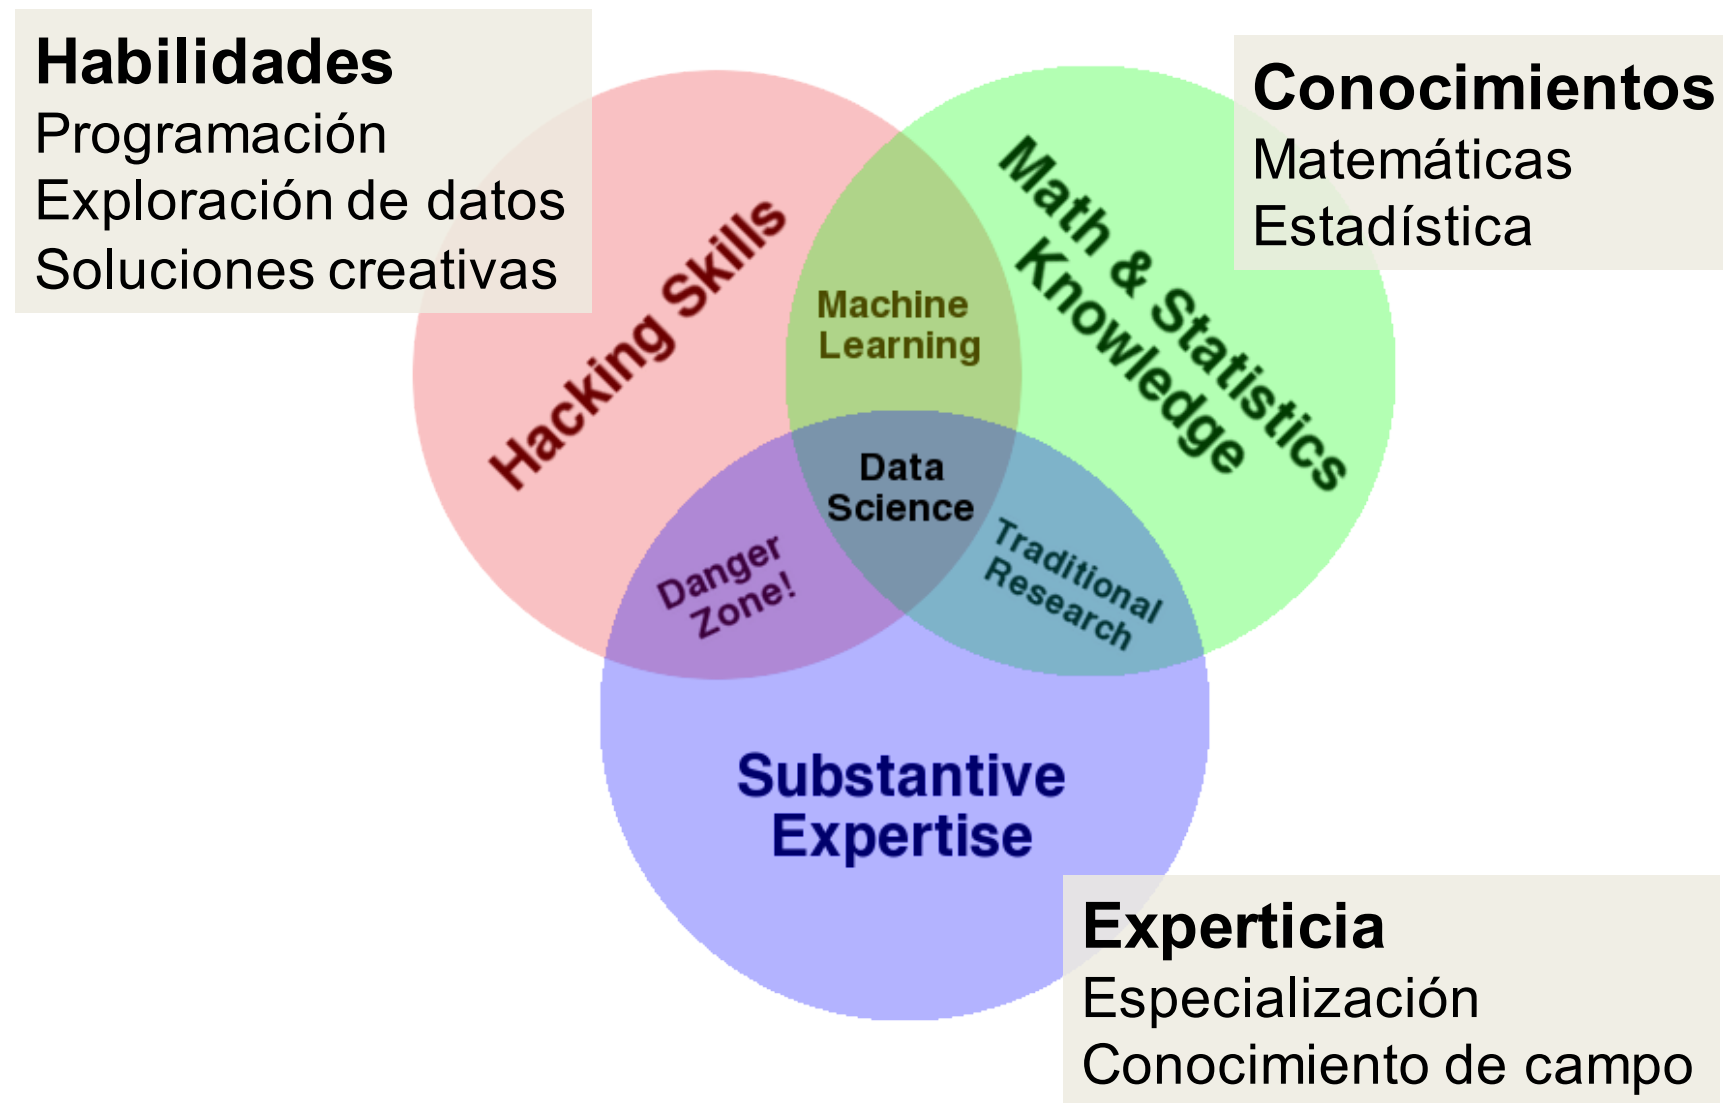 Habilidades
Programación
Exploración de datos
Soluciones creativas
Conocimientos
Matemáticas
Estadística
Hacking Skills
Math & Statistics
Knowledge
Machine
Learning
Data
Science
Danger
Zone!
Traditional
Research
Substantive
Expertise
Experticia
Especialización
Conocimiento de campo